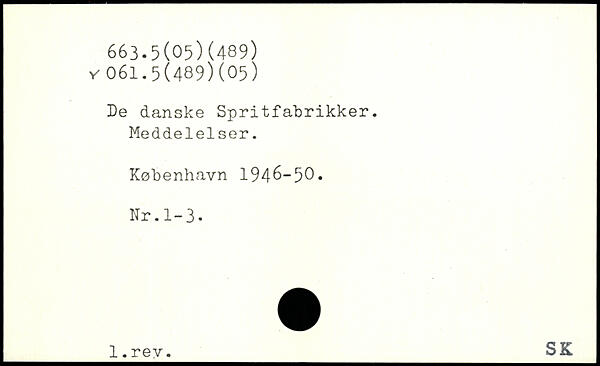 663.5(05)(489)
v 061.5(489)(05)
De danske Spritfabrikker.
Meddelelser.
København 1946-50.
Nr.1-3.
1.rev.
SK